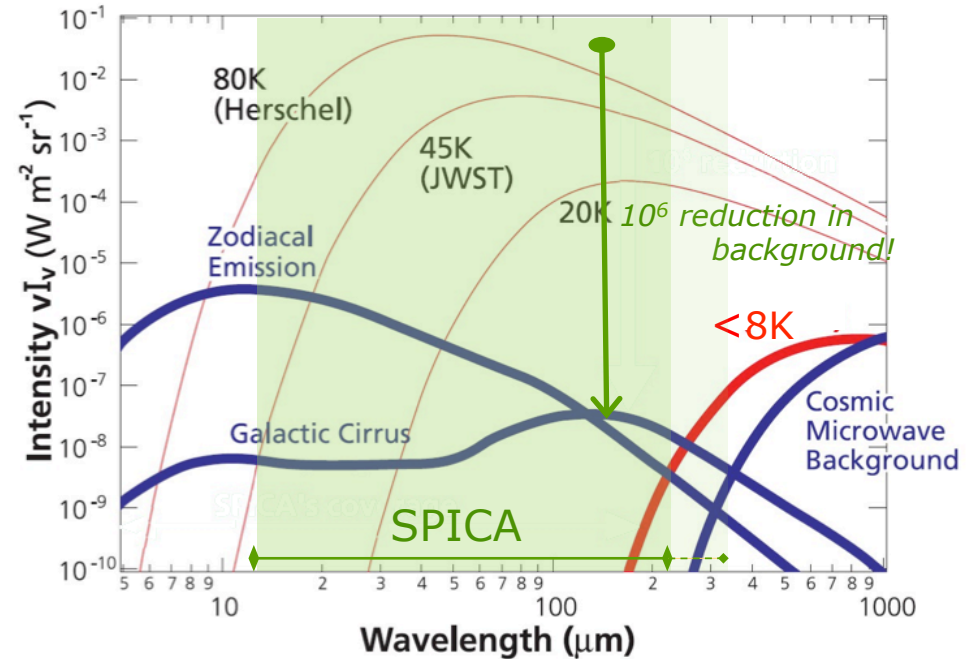 10⁻¹
10⁻²
10⁻³
10⁻⁴
10⁻⁵
10⁻⁶
10⁻⁷
10⁻⁸
10⁻⁹
10⁻¹⁰
Intensity νIᵥ (W m⁻² sr⁻¹)
80K
(Herschel)
45K
(JWST)
20K
10⁶ reduction in
background!
Zodiacal
Emission
<8K
Galactic Cirrus
Cosmic
Microwave
Background
SPICA's coverage
SPICA
5 6 7 8 9 2 3 4 5 6 7 8 9 2 3 4 5 6 7 8 9
10 100 1000
Wavelength (μm)